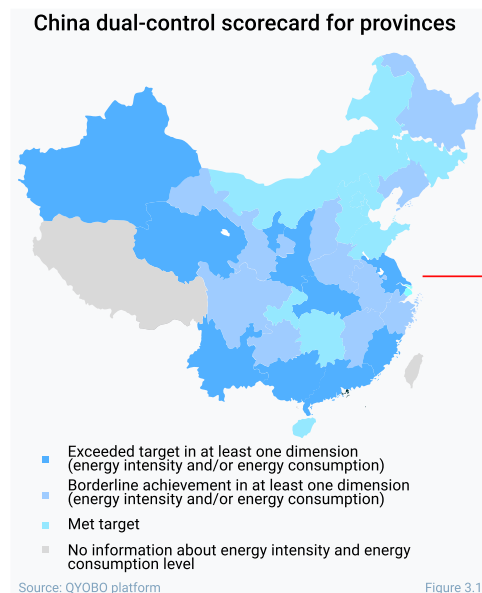 China dual-control scorecard for provinces
Exceeded target in at least one dimension
(energy intensity and/or energy consumption)
Borderline achievement in at least one dimension
(energy intensity and/or energy consumption)
Met target
No information about energy intensity and energy
consumption level
Source: QYOBO platform
Figure 3.1